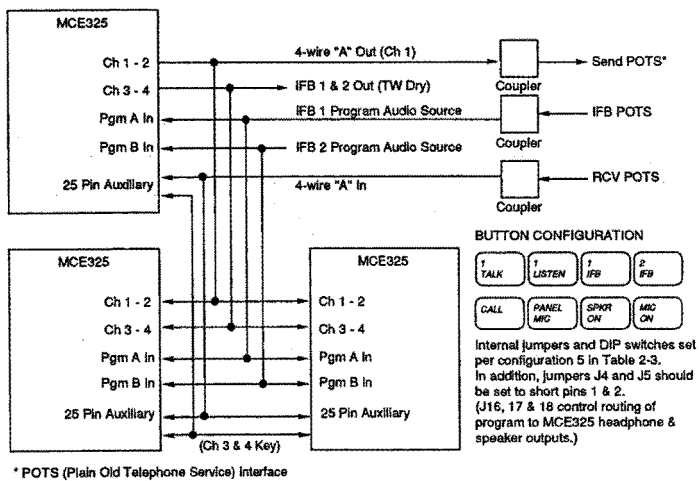 MCE325
Ch 1 - 2
Ch 3 - 4
Pgm A In
Pgm B In
25 Pin Auxiliary
4-wire "A" Out (Ch 1)
Send POTS*
Coupler
IFB 1 & 2 Out (TW Dry)
IFB 1 Program Audio Source
IFB POTS
Coupler
IFB 2 Program Audio Source
4-wire "A" In
RCV POTS
Coupler
MCE325
Ch 1 - 2
Ch 3 - 4
Pgm A In
Pgm B In
25 Pin Auxiliary
(Ch 3 & 4 Key)
MCE325
Ch 1 - 2
Ch 3 - 4
Pgm A In
Pgm B In
25 Pin Auxiliary
BUTTON CONFIGURATION
1 TALK
1 LISTEN
1 IFB
2 IFB
CALL
PANEL MIC
SPKR ON
MIC ON
Internal jumpers and DIP switches set
per configuration 5 in Table 2-3.
In addition, jumpers J4 and J5 should
be set to short pins 1 & 2.
(J16, 17 & 18 control routing of
program to MCE325 headphone &
speaker outputs.)
* POTS (Plain Old Telephone Service) interface